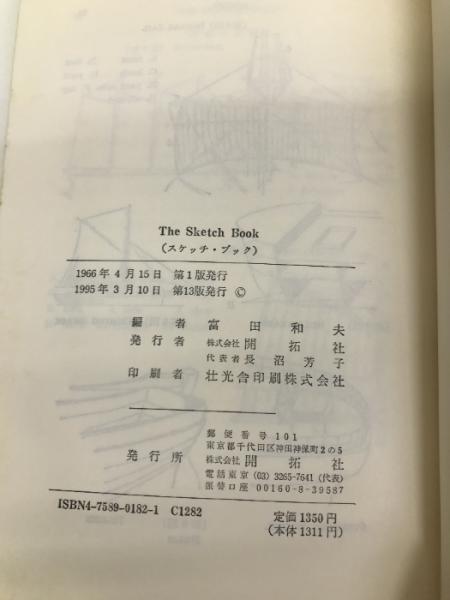 The Sketch Book
(スケッチ・ブック)
1966年 4 月15日 第1版発行
1995年 3 月10日 第13版発行 ©
編者 富田和夫
発行者 株式会社 開拓社
代表者 長沼芳子
印刷者 壮光舎印刷株式会社
郵便番号 101
東京都千代田区神田神保町2の5
発行所 株式会社 開拓社
電話東京 (03) 3265-7641 (代表)
振替口座 00160-8-39587
ISBN4-7589-0182-1 C1282
定価 1350円
(本体 1311円)